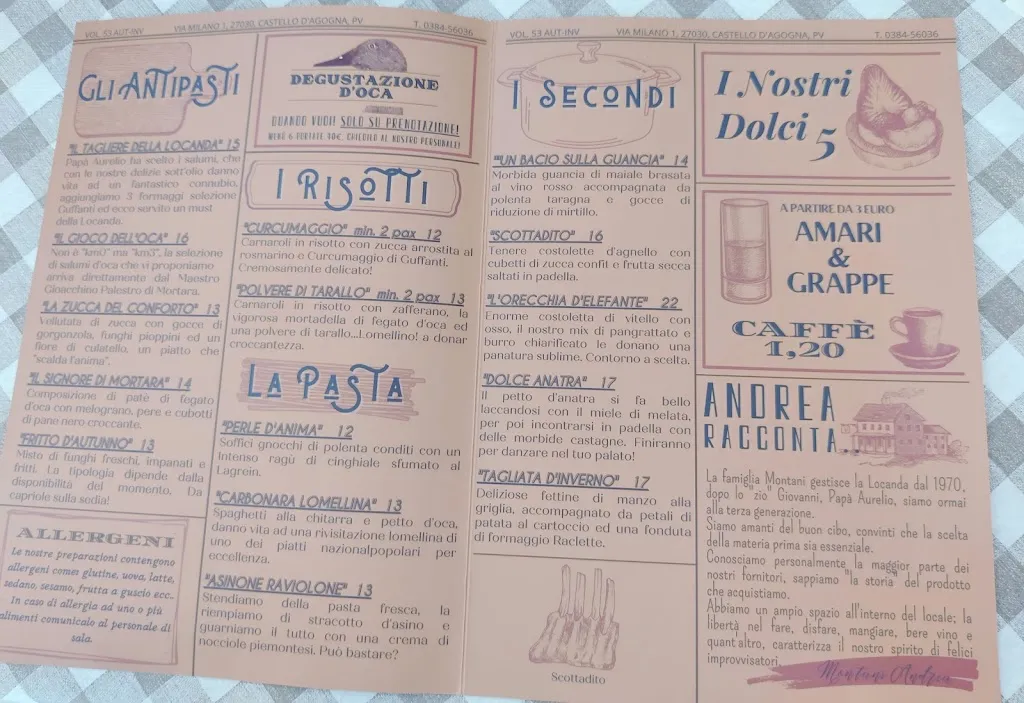 VOL. 53 AUT-INV VIA MILANO 1, 27030, CASTELLO D'AGOGNA, PV T. 0384-56036
GLI ANTIPASTI
"IL TAGLIERE DELLA LOCANDA" 15
Papà Aurelio ha scelto i salumi, che
con le nostre delizie sott'olio danno
vita ad un fantastico connubio,
aggiungiamo 3 formaggi selezione
Guffanti ed ecco servito un must
della Locanda.
"IL GIOCO DELL'OCA" 16
Non è "km0" ma "km3", la selezione
di salumi d'oca che vi proponiamo
arriva direttamente dal Maestro
Gioacchino Palestro di Mortara.
"LA ZUCCA DEL CONFORTO" 13
Vellutata di zucca con gocce di
gorgonzola, funghi pioppini ed un
fiore di culatello, un piatto che
"scalda l'anima".
"IL SIGNORE DI MORTARA" 14
Composizione di patè di fegato
d'oca con melograno, pere e cubotti
di pane nero croccante.
"FRITTO D'AUTUNNO" 13
Misto di funghi freschi, impanati e
fritti. La tipologia dipende dalla
disponibilità del momento. Da
capriole sulla sedia!
ALLERGENI
Le nostre preparazioni contengono
allergeni come: glutine, uova, latte,
sedano, sesamo, frutta a guscio ecc..
In caso di allergia ad uno o più
alimenti comunicalo al personale di
sala.
DEGUSTAZIONE
D'OCA
QUANDO VUOI! SOLO SU PRENOTAZIONE!
MENÙ 6 PORTATE 40€. CHIEDILO AL NOSTRO PERSONALE!
I RISOTTI
"CURCUMAGGIO" min. 2 pax 12
Carnaroli in risotto con zucca arrostita al
rosmarino e Curcumaggio di Guffanti.
Cremosamente delicato!
"POLVERE DI TARALLO" min. 2 pax 13
Carnaroli in risotto con zafferano, la
vigorosa mortadella di fegato d'oca ed
una polvere di tarallo...Lomellino! a donar
croccantezza.
LA PASTA
"PERLE D'ANIMA" 12
Soffici gnocchi di polenta conditi con un
Intenso ragù di cinghiale sfumato al
Lagrein.
"CARBONARA LOMELLINA" 13
Spaghetti alla chitarra e petto d'oca,
danno vita ad una rivisitazione lomellina di
uno dei piatti nazionalpopolari per
eccellenza.
"ASINONE RAVIOLONE" 13
Stendiamo della pasta fresca, la
riempiamo di stracotto d'asino e
guarniamo il tutto con una crema di
nocciole piemontesi. Può bastare?
VOL. 53 AUT-INV VIA MILANO 1, 27030, CASTELLO D'AGOGNA, PV T. 0384-56036
I SECONDI
"UN BACIO SULLA GUANCIA" 14
Morbida guancia di maiale brasata
al vino rosso accompagnata da
polenta taragna e gocce di
riduzione di mirtillo.
"SCOTTADITO" 16
Tenere costolette d'agnello con
cubetti di zucca confit e frutta secca
saltati in padella.
"L'ORECCHIA D'ELEFANTE" 22
Enorme costoletta di vitello con
osso, il nostro mix di pangrattato e
burro chiarificato le donano una
panatura sublime. Contorno a scelta.
"DOLCE ANATRA" 17
Il petto d'anatra si fa bello
laccandosi con il miele di melata,
per poi incontrarsi in padella con
delle morbide castagne. Finiranno
per danzare nel tuo palato!
"TAGLIATA D'INVERNO" 17
Deliziose fettine di manzo alla
griglia, accompagnato da petali di
patata al cartoccio ed una fonduta
di formaggio Raclette.
Scottadito
I Nostri
Dolci 5
A PARTIRE DA 3 EURO
AMARI
&
GRAPPE
CAFFÈ
1,20
ANDREA
RACCONTA..
La famiglia Montani gestisce la Locanda dal 1970,
dopo lo "zio" Giovanni, Papà Aurelio, siamo ormai
alla terza generazione.
Siamo amanti del buon cibo, convinti che la scelta
della materia prima sia essenziale.
Conosciamo personalmente la maggior parte dei
nostri fornitori, sappiamo "la storia" del prodotto
che acquistiamo.
Abbiamo un ampio spazio all'interno del locale; la
libertà nel fare, disfare, mangiare, bere vino e
quant'altro, caratterizza il nostro spirito di felici
improvvisatori.
Montani Andrea